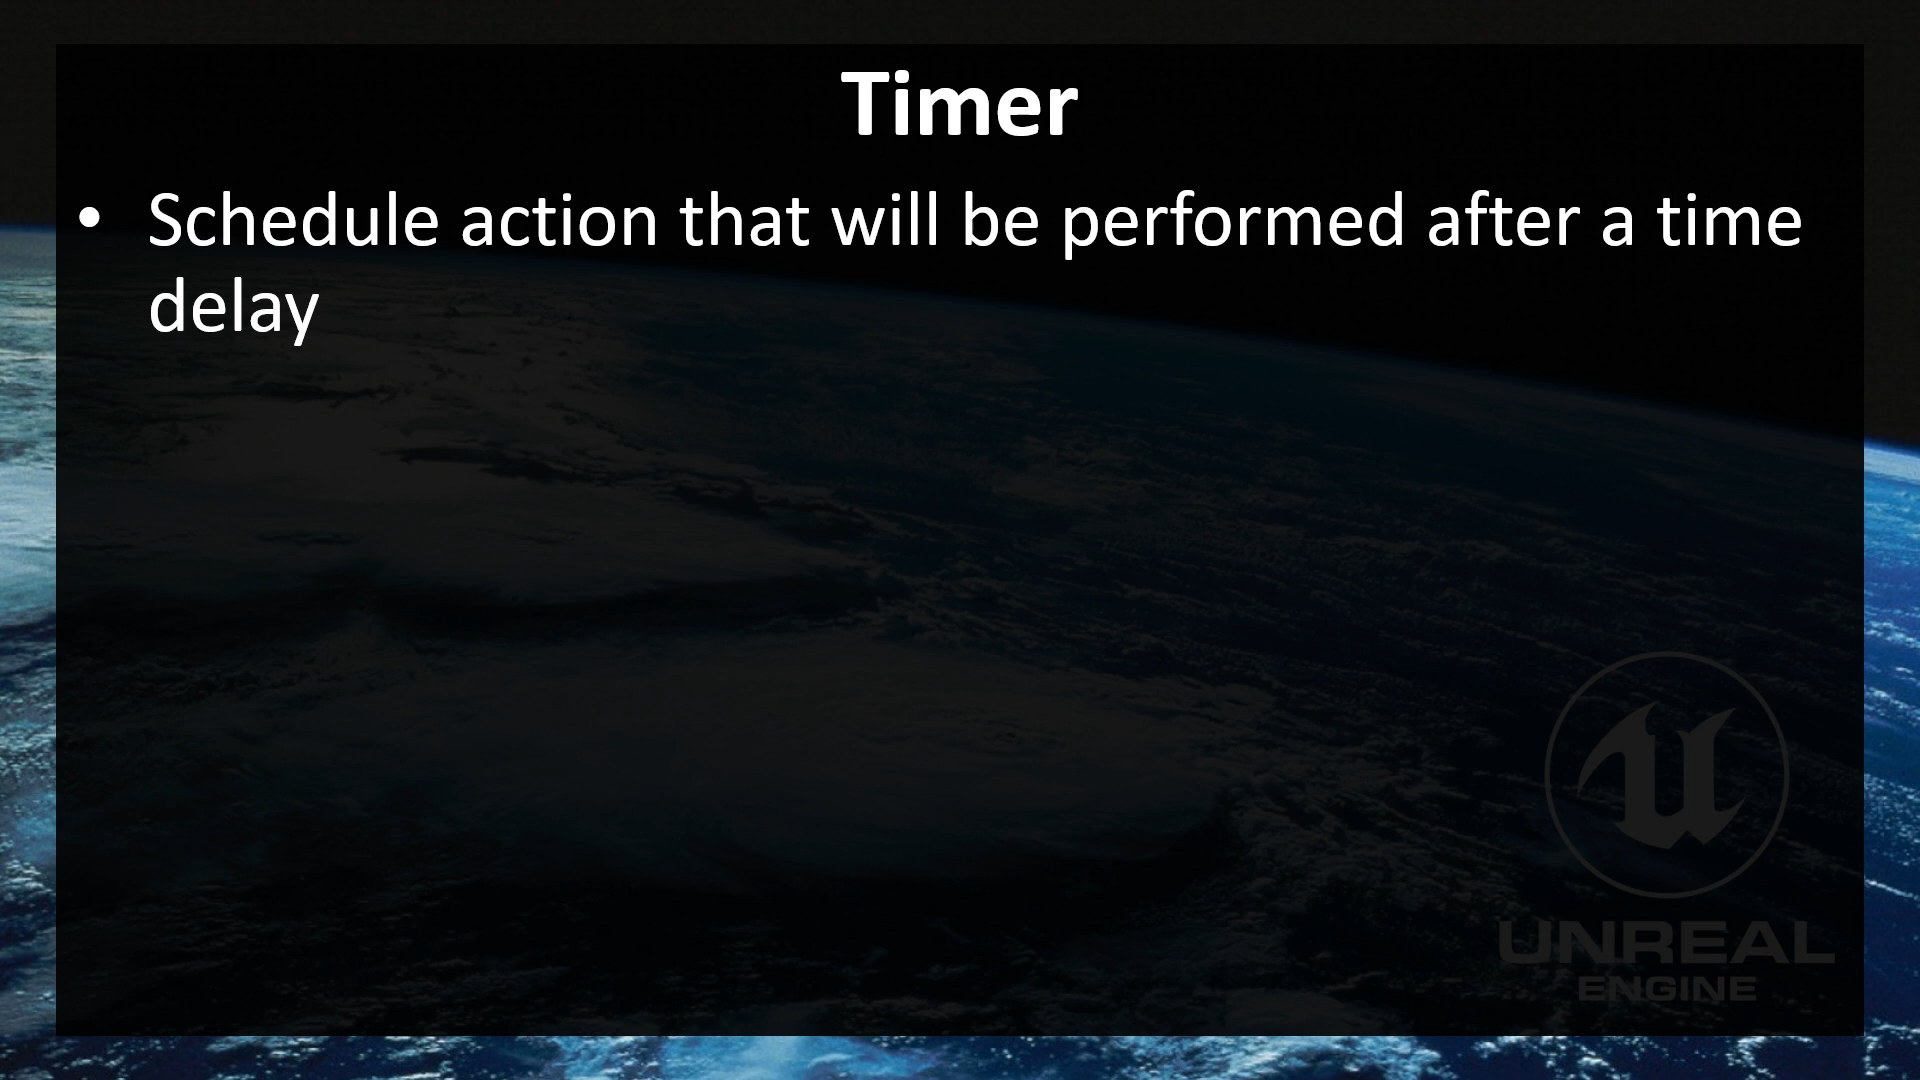 Timer
• Schedule action that will be performed after a time
delay
UNREAL
ENGINE